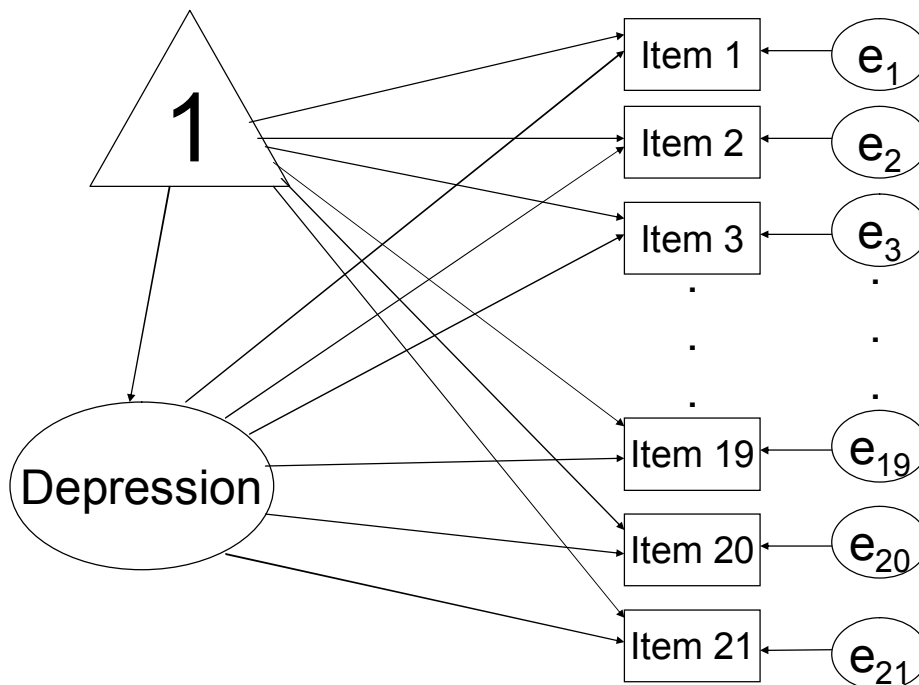 1
Item 1
e1
Item 2
e2
Item 3
e3
Depression
Item 19
e19
Item 20
e20
Item 21
e21